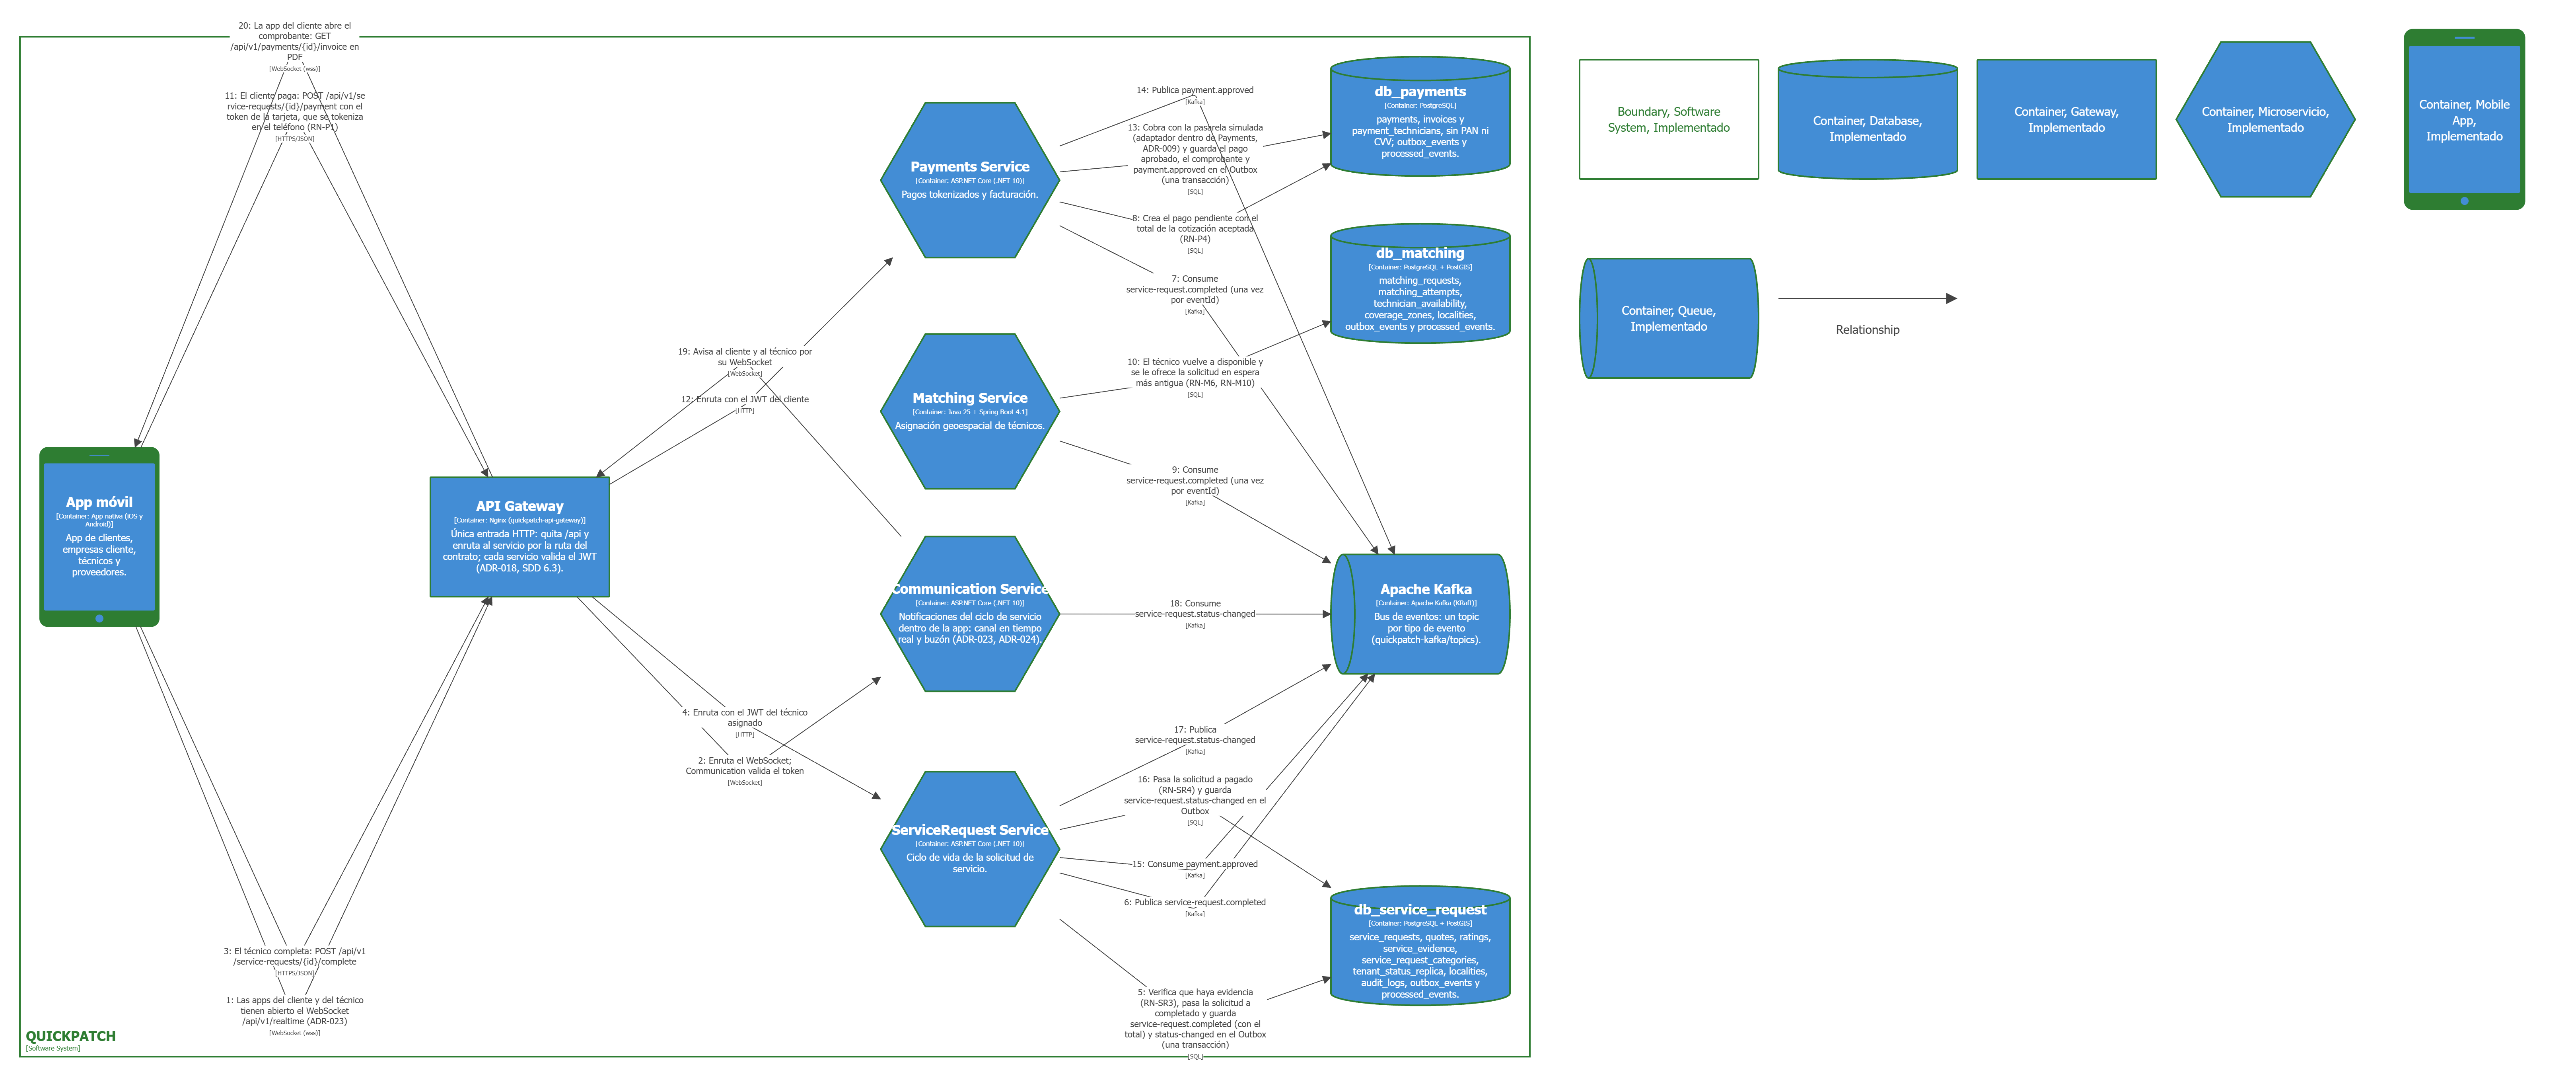 20: La app del cliente abre el
comprobante: GET
/api/v1/payments/{id}/invoice en
PDF
[WebSocket (wss)]
11: El cliente paga: POST /api/v1/se
rvice-requests/{id}/payment con el
token de la tarjeta, que se tokeniza
en el teléfono (RN-P1)
[HTTPS/JSON]
App móvil
[Container: App nativa (iOS y
Android)]
App de clientes,
empresas cliente,
técnicos y
proveedores.
3: El técnico completa: POST /api/v1
/service-requests/{id}/complete
[HTTPS/JSON]
1: Las apps del cliente y del técnico
tienen abierto el WebSocket
/api/v1/realtime (ADR-023)
[WebSocket (wss)]
QUICKPATCH
[Software System]
API Gateway
[Container: Nginx (quickpatch-api-gateway)]
Única entrada HTTP: quita /api y
enruta al servicio por la ruta del
contrato; cada servicio valida el JWT
(ADR-018, SDD 6.3).
19: Avisa al cliente y al técnico por
su WebSocket
[WebSocket]
12: Enruta con el JWT del cliente
[HTTP]
4: Enruta con el JWT del técnico
asignado
[HTTP]
2: Enruta el WebSocket;
Communication valida el token
[WebSocket]
Payments Service
[Container: ASP.NET Core (.NET 10)]
Pagos tokenizados y facturación.
Matching Service
[Container: Java 25 + Spring Boot 4.1]
Asignación geoespacial de técnicos.
Communication Service
[Container: ASP.NET Core (.NET 10)]
Notificaciones del ciclo de servicio
dentro de la app: canal en tiempo
real y buzón (ADR-023, ADR-024).
ServiceRequest Service
[Container: ASP.NET Core (.NET 10)]
Ciclo de vida de la solicitud de
servicio.
14: Publica payment.approved
[Kafka]
13: Cobra con la pasarela simulada
(adaptador dentro de Payments,
ADR-009) y guarda el pago
aprobado, el comprobante y
payment.approved en el Outbox
(una transacción)
[SQL]
8: Crea el pago pendiente con el
total de la cotización aceptada
(RN-P4)
[SQL]
7: Consume
service-request.completed (una vez
por eventId)
[Kafka]
10: El técnico vuelve a disponible y
se le ofrece la solicitud en espera
más antigua (RN-M6, RN-M10)
[SQL]
9: Consume
service-request.completed (una vez
por eventId)
[Kafka]
18: Consume
service-request.status-changed
[Kafka]
17: Publica
service-request.status-changed
[Kafka]
16: Pasa la solicitud a pagado
(RN-SR4) y guarda
service-request.status-changed en el
Outbox
[SQL]
15: Consume payment.approved
[Kafka]
6: Publica service-request.completed
[Kafka]
5: Verifica que haya evidencia
(RN-SR3), pasa la solicitud a
completado y guarda
service-request.completed (con el
total) y status-changed en el Outbox
(una transacción)
[SQL]
db_payments
[Container: PostgreSQL]
payments, invoices y
payment_technicians, sin PAN ni
CVV; outbox_events y
processed_events.
db_matching
[Container: PostgreSQL + PostGIS]
matching_requests,
matching_attempts,
technician_availability,
coverage_zones, localities,
outbox_events y processed_events.
Apache Kafka
[Container: Apache Kafka (KRaft)]
Bus de eventos: un topic
por tipo de evento
(quickpatch-kafka/topics).
db_service_request
[Container: PostgreSQL + PostGIS]
service_requests, quotes, ratings,
service_evidence,
service_request_categories,
tenant_status_replica, localities,
audit_logs, outbox_events y
processed_events.
Boundary, Software
System, Implementado
Container, Database,
Implementado
Container, Gateway,
Implementado
Container, Microservicio,
Implementado
Container, Mobile
App,
Implementado
Container, Queue,
Implementado
Relationship